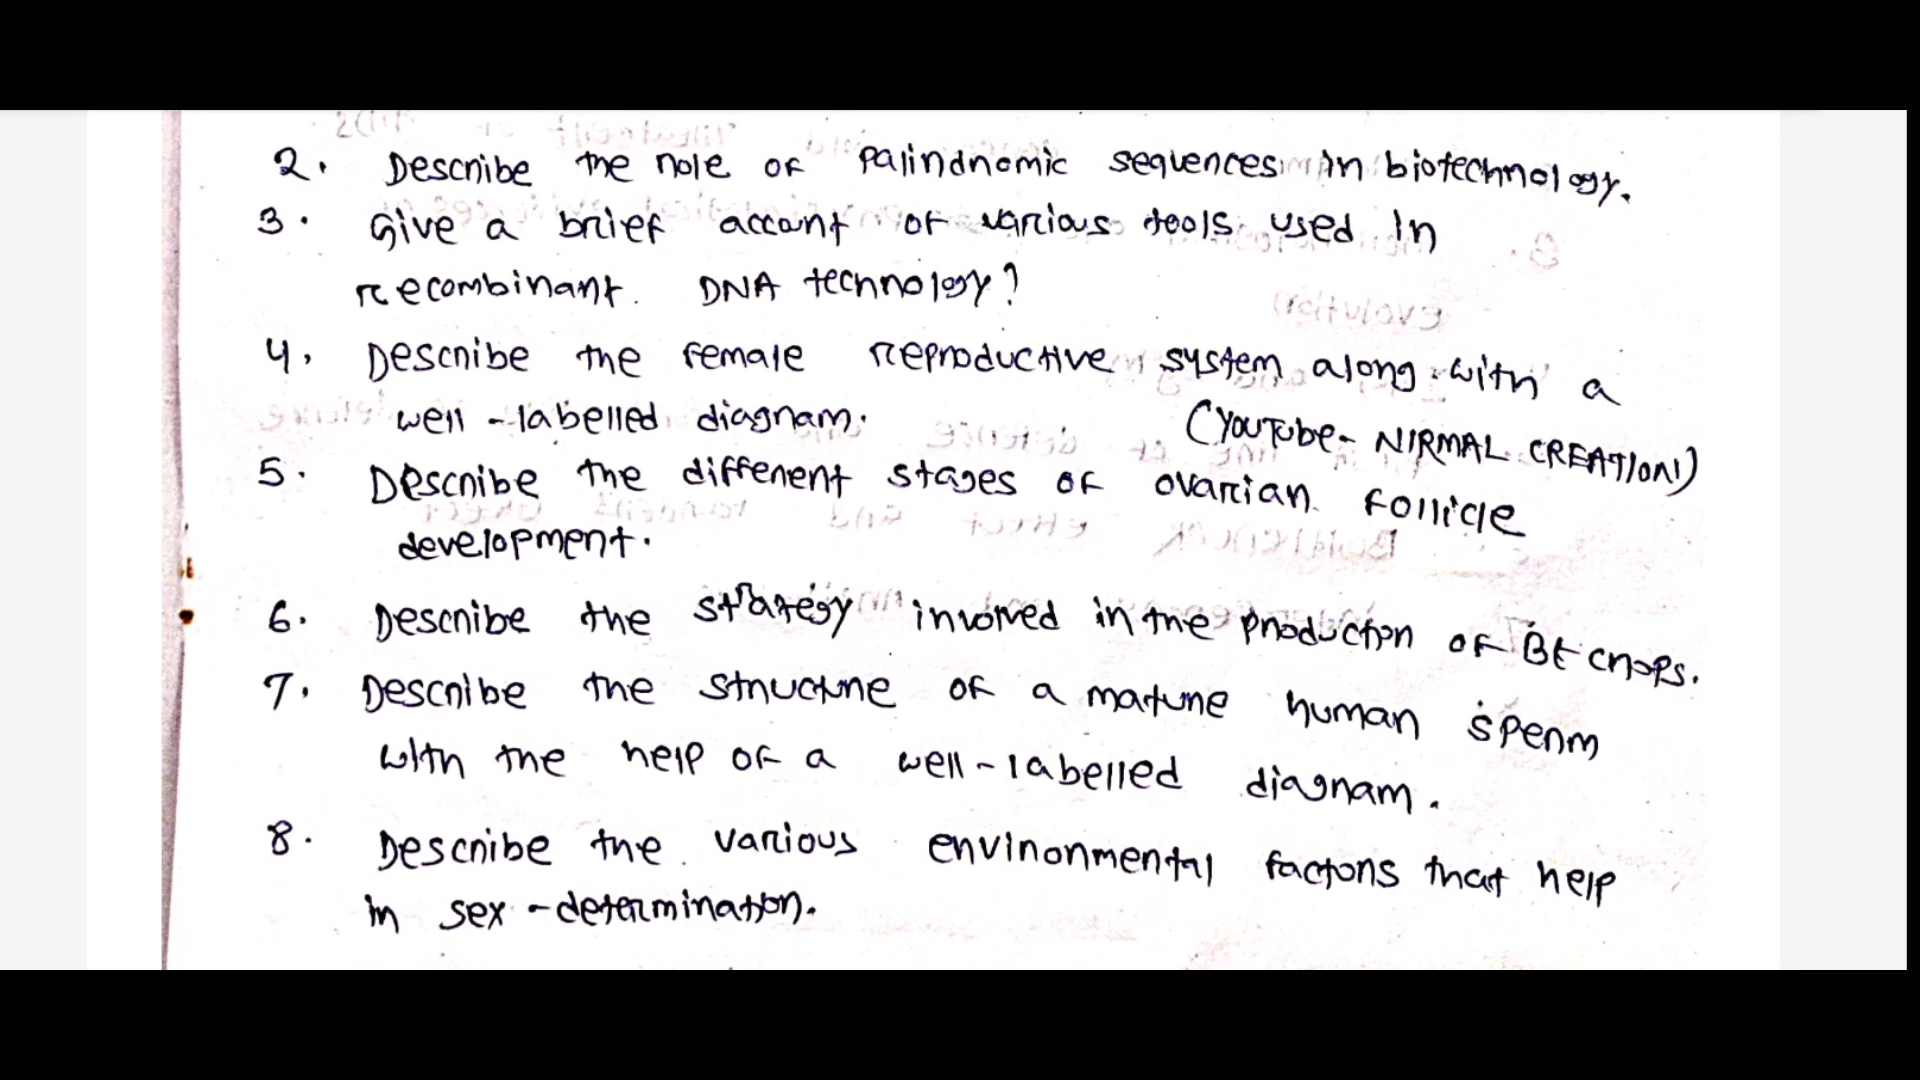 2. Describe the role of palindromic sequences in biotechnology.
3. Give a brief account of various tools used in
recombinant DNA technology?
4. Describe the female reproductive system along with a
well-labelled diagram.
(YouTube- NIRMAL CREATION)
5. Describe the different stages of ovarian follicle
development.
6. Describe the strategy involved in the production of Bt crops.
7. Describe the structure of a mature human sperm
with the help of a well-labelled diagram.
8. Describe the various environmental factors that help
in sex-determination.